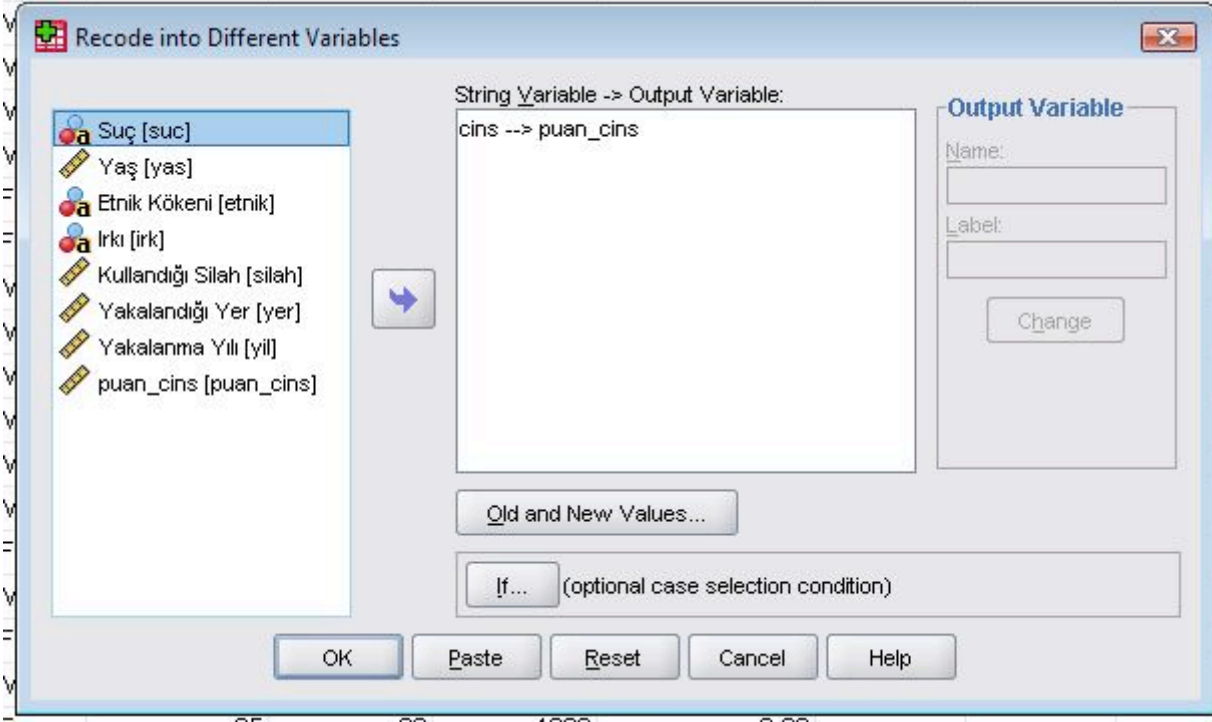 Recode into Different Variables
String Variable -> Output Variable:
Suç [suc]
Yaş [yas]
Etnik Kökeni [etnik]
Irkı [irk]
Kullandığı Silah [silah]
Yakalandığı Yer [yer]
Yakalanma Yılı [yil]
puan_cins [puan_cins]
cins --> puan_cins
Output Variable
Name:
Label:
Change
Old and New Values...
If... (optional case selection condition)
OK Paste Reset Cancel Help